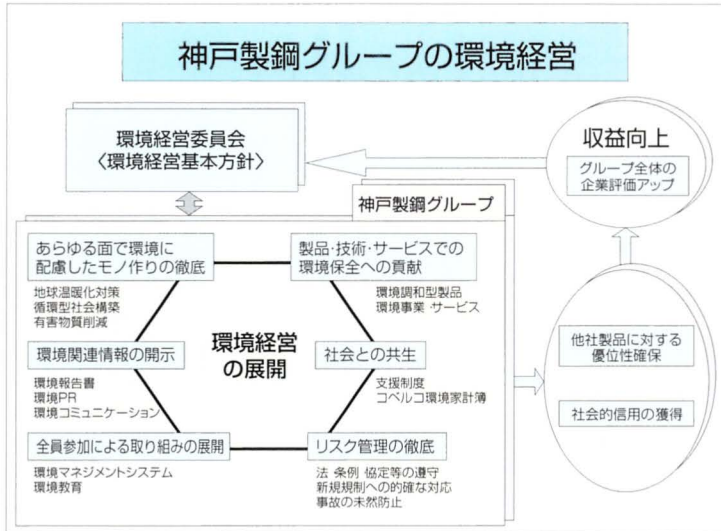 神戸製鋼グループの環境経営
環境経営委員会
〈環境経営基本方針〉
収益向上
グループ全体の
企業評価アップ
神戸製鋼グループ
あらゆる面で環境に
配慮したモノ作りの徹底
地球温暖化対策
循環型社会構築
有害物質削減
製品・技術・サービスでの
環境保全への貢献
環境調和型製品
環境事業・サービス
環境経営
の展開
環境関連情報の開示
環境報告書
環境PR
環境コミュニケーション
社会との共生
支援制度
コベルコ環境家計簿
全員参加による取り組みの展開
環境マネジメントシステム
環境教育
リスク管理の徹底
法 条例 協定等の遵守
新規規制への的確な対応
事故の未然防止
他社製品に対する
優位性確保
社会的信用の獲得